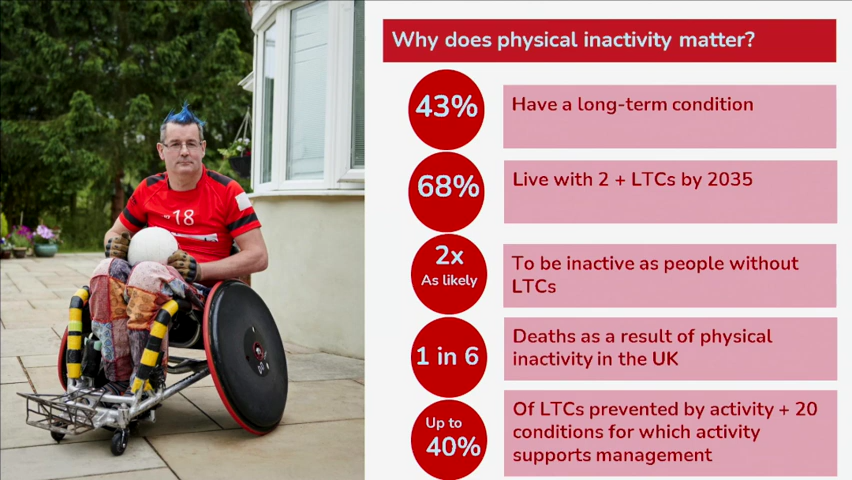 Why does physical inactivity matter?
43%
Have a long-term condition
68%
Live with 2 + LTCs by 2035
2x
As likely
To be inactive as people without
LTCs
1 in 6
Deaths as a result of physical
inactivity in the UK
Up to
40%
Of LTCs prevented by activity + 20
conditions for which activity
supports management
18